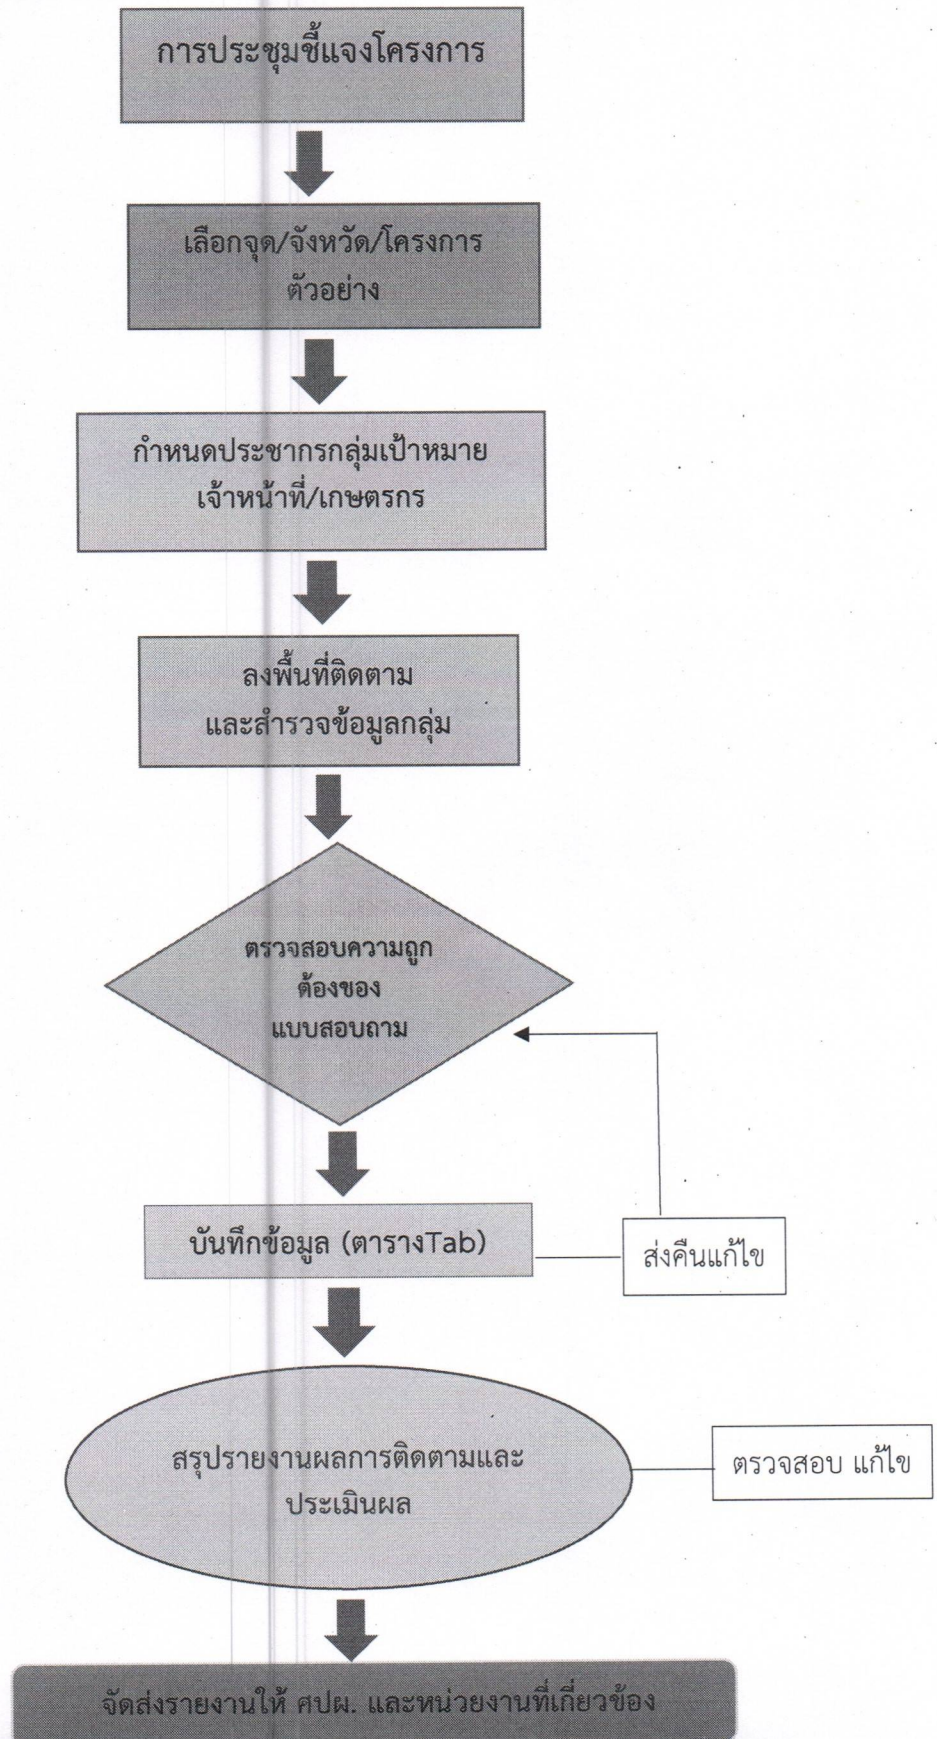 การประชุมชี้แจงโครงการ
เลือกจุด/จังหวัด/โครงการ
ตัวอย่าง
กำหนดประชากรกลุ่มเป้าหมาย
เจ้าหน้าที่/เกษตรกร
ลงพื้นที่ติดตาม
และสำรวจข้อมูลกลุ่ม
ตรวจสอบความถูก
ต้องของ
แบบสอบถาม
บันทึกข้อมูล (ตารางTab)
ส่งคืนแก้ไข
สรุปรายงานผลการติดตามและ
ประเมินผล
ตรวจสอบ แก้ไข
จัดส่งรายงานให้ ศปผ. และหน่วยงานที่เกี่ยวข้อง